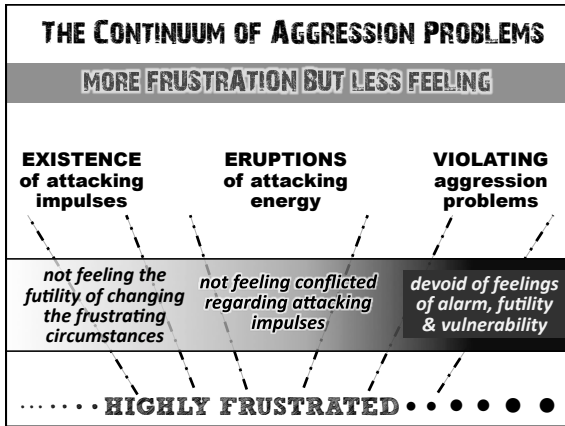 THE CONTINUUM OF AGGRESSION PROBLEMS
MORE FRUSTRATION BUT LESS FEELING
EXISTENCE
of attacking
impulses
ERUPTIONS
of attacking
energy
VIOLATING
aggression
problems
not feeling the
futility of changing
the frustrating
circumstances
not feeling conflicted
regarding attacking
impulses
devoid of feelings
of alarm, futility
& vulnerability
HIGHLY FRUSTRATED